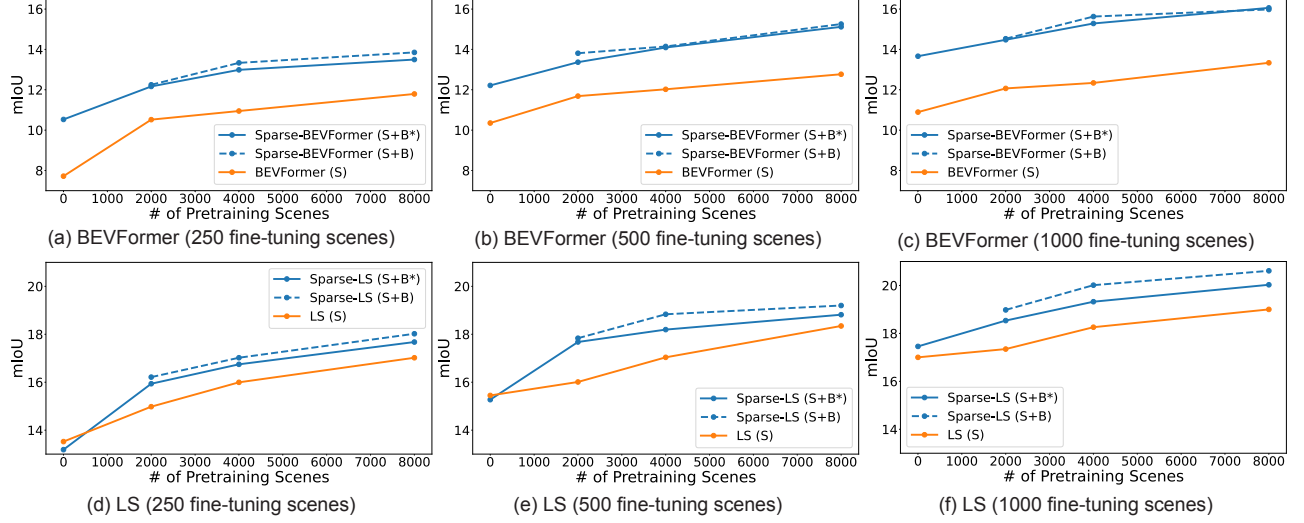 16
14
12
10
8
mIoU
Sparse-BEVFormer (S+B*)
Sparse-BEVFormer (S+B)
BEVFormer (S)
0 1000 2000 3000 4000 5000 6000 7000 8000
# of Pretraining Scenes
(a) BEVFormer (250 fine-tuning scenes)
16
14
12
10
8
mIoU
Sparse-BEVFormer (S+B*)
Sparse-BEVFormer (S+B)
BEVFormer (S)
0 1000 2000 3000 4000 5000 6000 7000 8000
# of Pretraining Scenes
(b) BEVFormer (500 fine-tuning scenes)
16
14
12
10
8
mIoU
Sparse-BEVFormer (S+B*)
Sparse-BEVFormer (S+B)
BEVFormer (S)
0 1000 2000 3000 4000 5000 6000 7000 8000
# of Pretraining Scenes
(c) BEVFormer (1000 fine-tuning scenes)
20
18
16
14
mIoU
Sparse-LS (S+B*)
Sparse-LS (S+B)
LS (S)
0 1000 2000 3000 4000 5000 6000 7000 8000
# of Pretraining Scenes
(d) LS (250 fine-tuning scenes)
20
18
16
14
mIoU
Sparse-LS (S+B*)
Sparse-LS (S+B)
LS (S)
0 1000 2000 3000 4000 5000 6000 7000 8000
# of Pretraining Scenes
(e) LS (500 fine-tuning scenes)
20
18
16
14
mIoU
Sparse-LS (S+B*)
Sparse-LS (S+B)
LS (S)
0 1000 2000 3000 4000 5000 6000 7000 8000
# of Pretraining Scenes
(f) LS (1000 fine-tuning scenes)